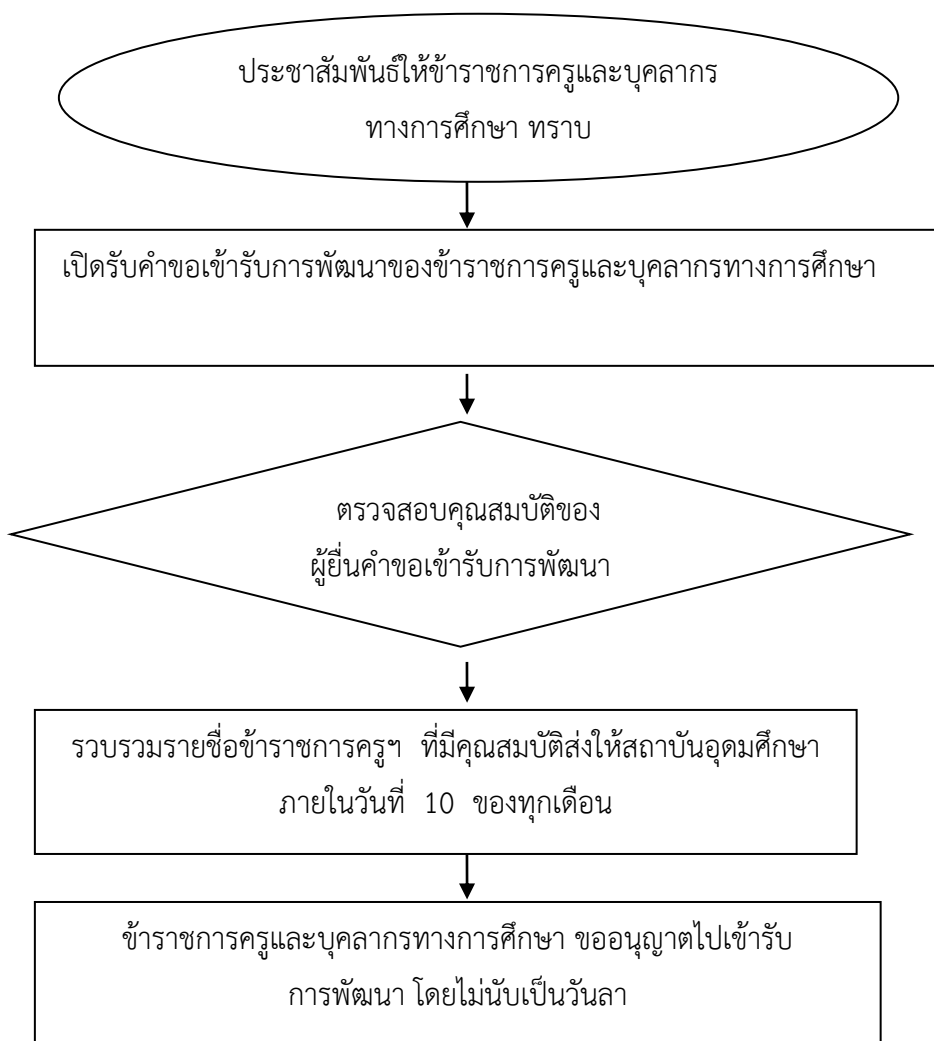 ประชาสัมพันธ์ให้ข้าราชการครูและบุคลากร
ทางการศึกษา ทราบ
เปิดรับคำขอเข้ารับการพัฒนาของข้าราชการครูและบุคลากรทางการศึกษา
ตรวจสอบคุณสมบัติของ
ผู้ยื่นคำขอเข้ารับการพัฒนา
รวบรวมรายชื่อข้าราชการครูฯ ที่มีคุณสมบัติส่งให้สถาบันอุดมศึกษา
ภายในวันที่ 10 ของทุกเดือน
ข้าราชการครูและบุคลากรทางการศึกษา ขออนุญาตไปเข้ารับ
การพัฒนา โดยไม่นับเป็นวันลา